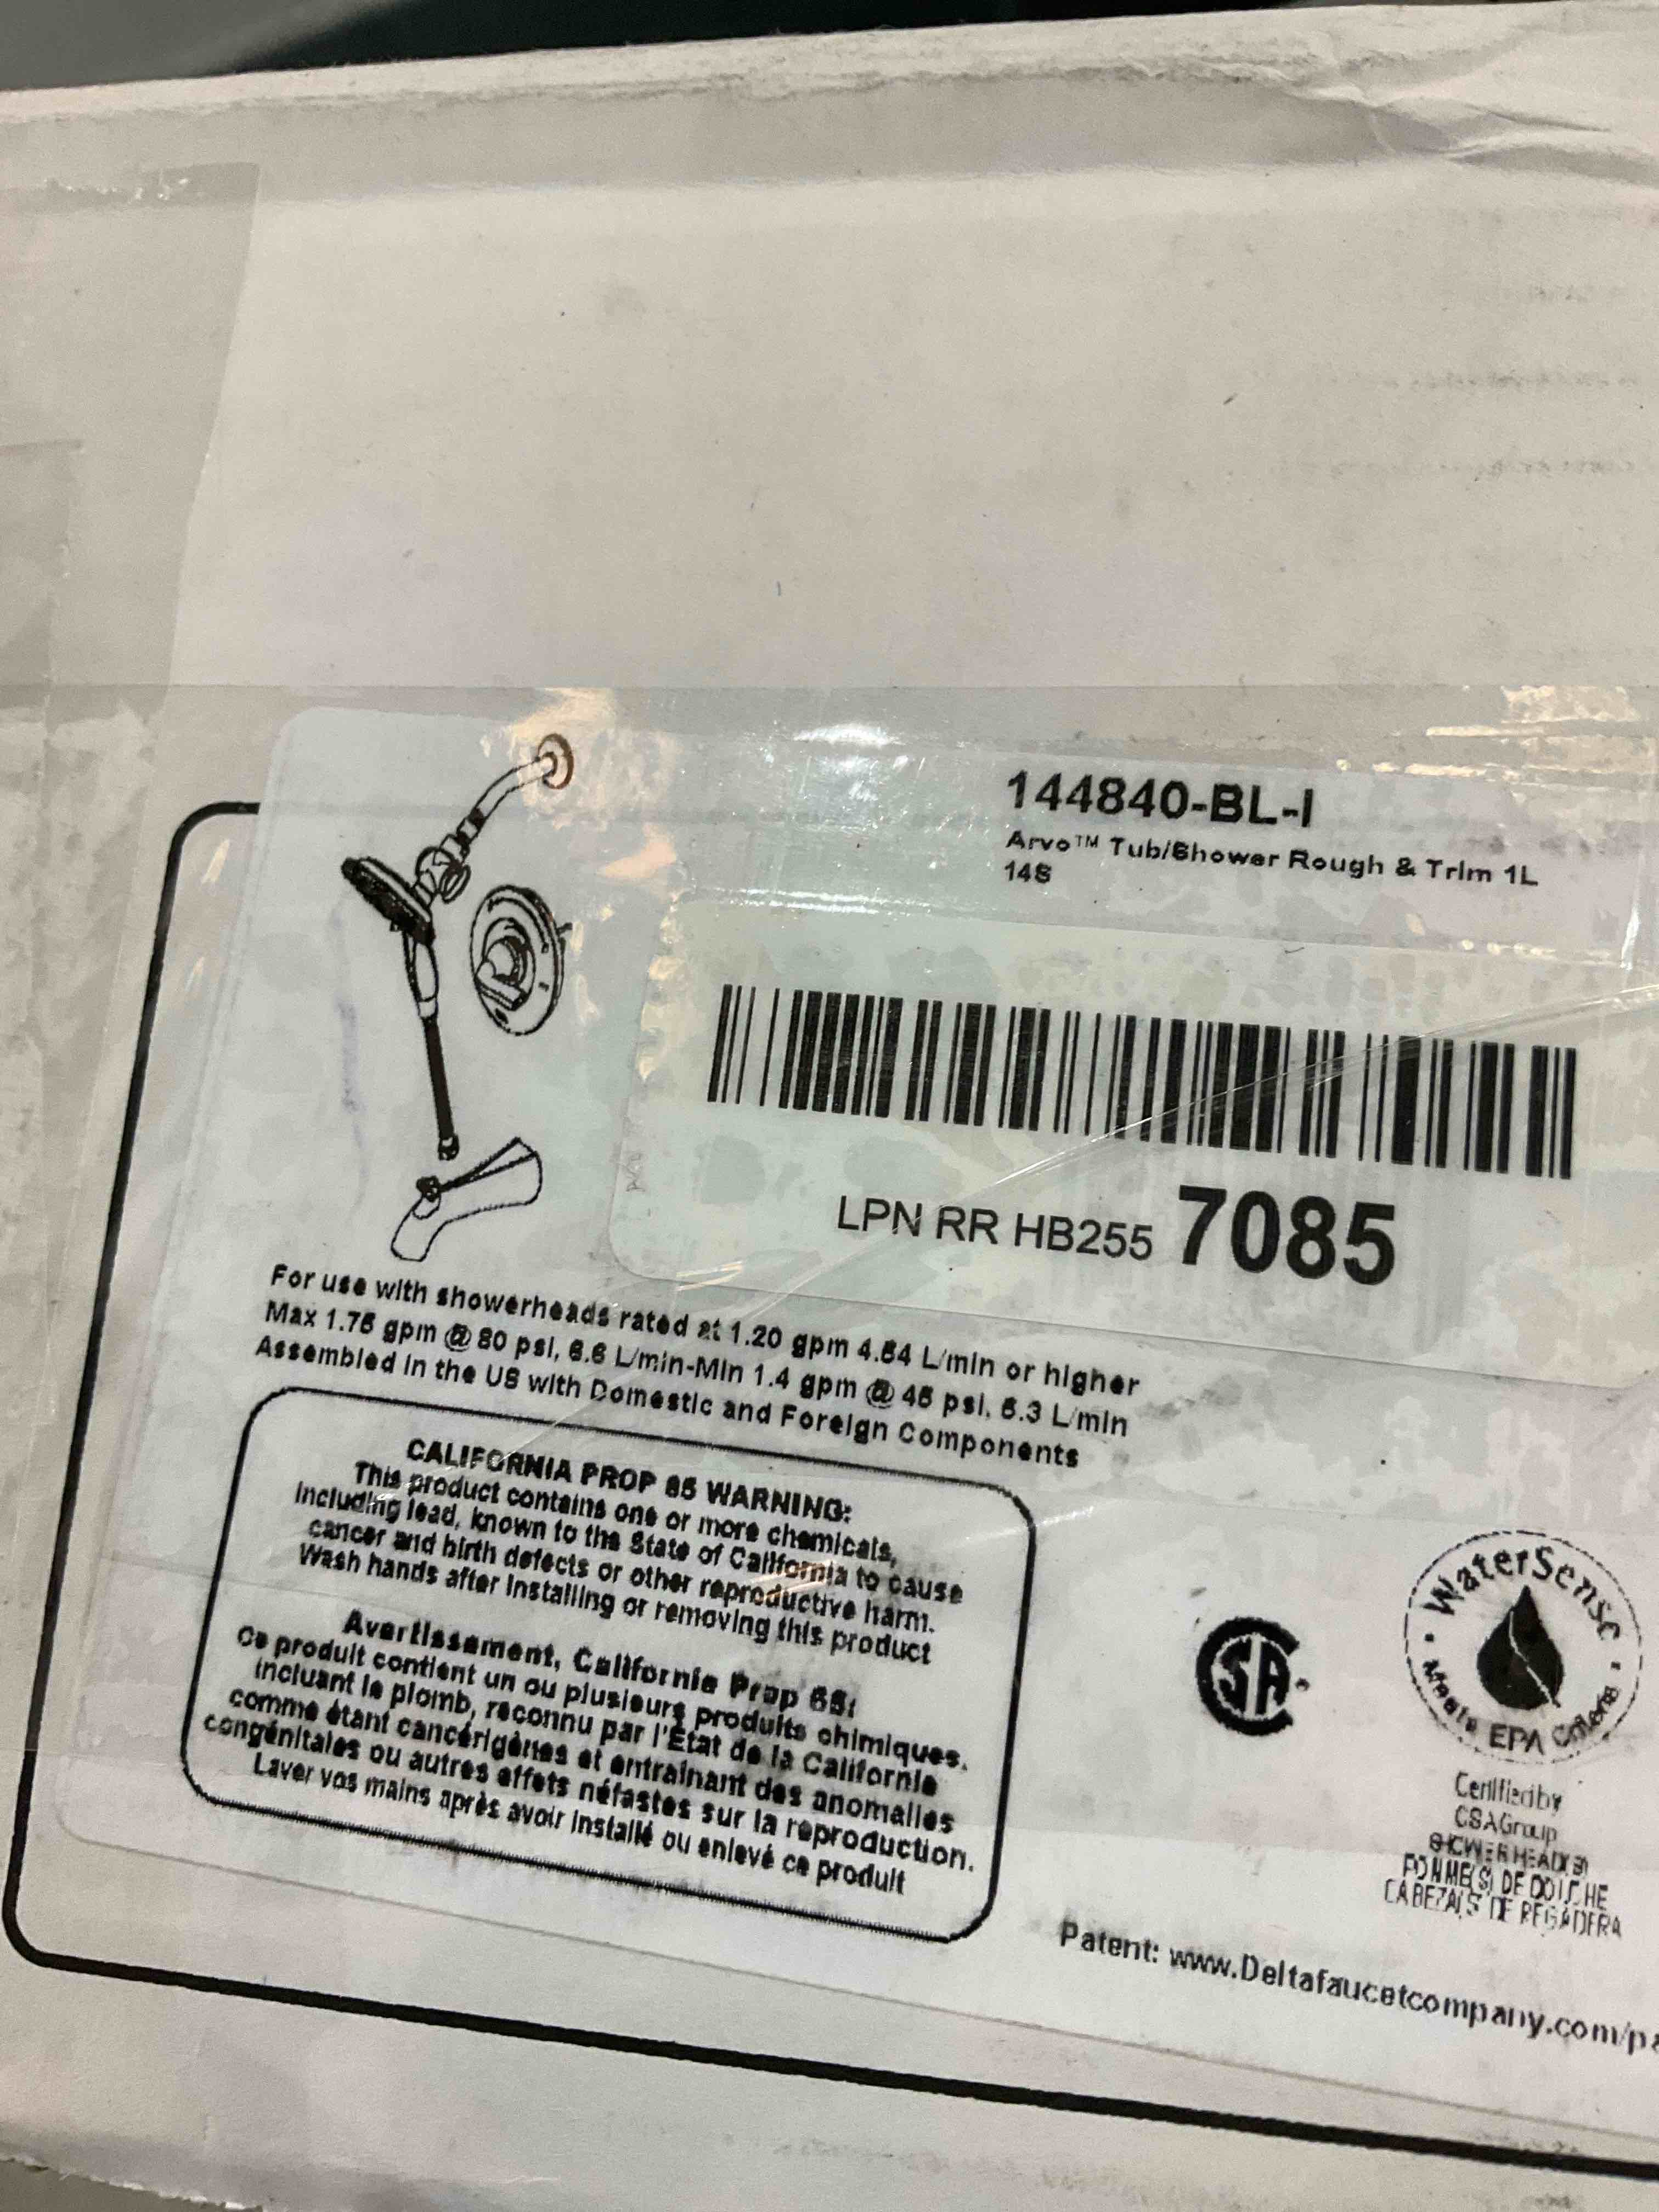 144840-BL-I
Arvo™ Tub/Shower Rough & Trim 1L
14S
LPN RR HB255 7085
For use with showerheads rated at 1.20 gpm 4.54 L/min or higher
Max 1.75 gpm @ 80 psi, 6.6 L/min-Min 1.4 gpm @ 45 psi, 5.3 L/min
Assembled in the US with Domestic and Foreign Components
CALIFORNIA PROP 65 WARNING:
This product contains one or more chemicals,
including lead, known to the State of California to cause
cancer and birth defects or other reproductive harm.
Wash hands after installing or removing this product
Avertissement, California Prop 65:
Ce produit contient un ou plusieurs produits chimiques.
incluant le plomb, reconnu par l'État de la Californie
comme étant cancérigènes et entraînant des anomalies
congénitales ou autres effets néfastes sur la reproduction.
Laver vos mains après avoir installé ou enlevé ce produit
SA
WaterSense
Meets EPA Criteria
Certified by
CSA Group
SHOWERHEAD(S)
POMME(S) DE DOUCHE
CABEZALS DE REGADERA
Patent: www.Deltafaucetcompany.com/pa